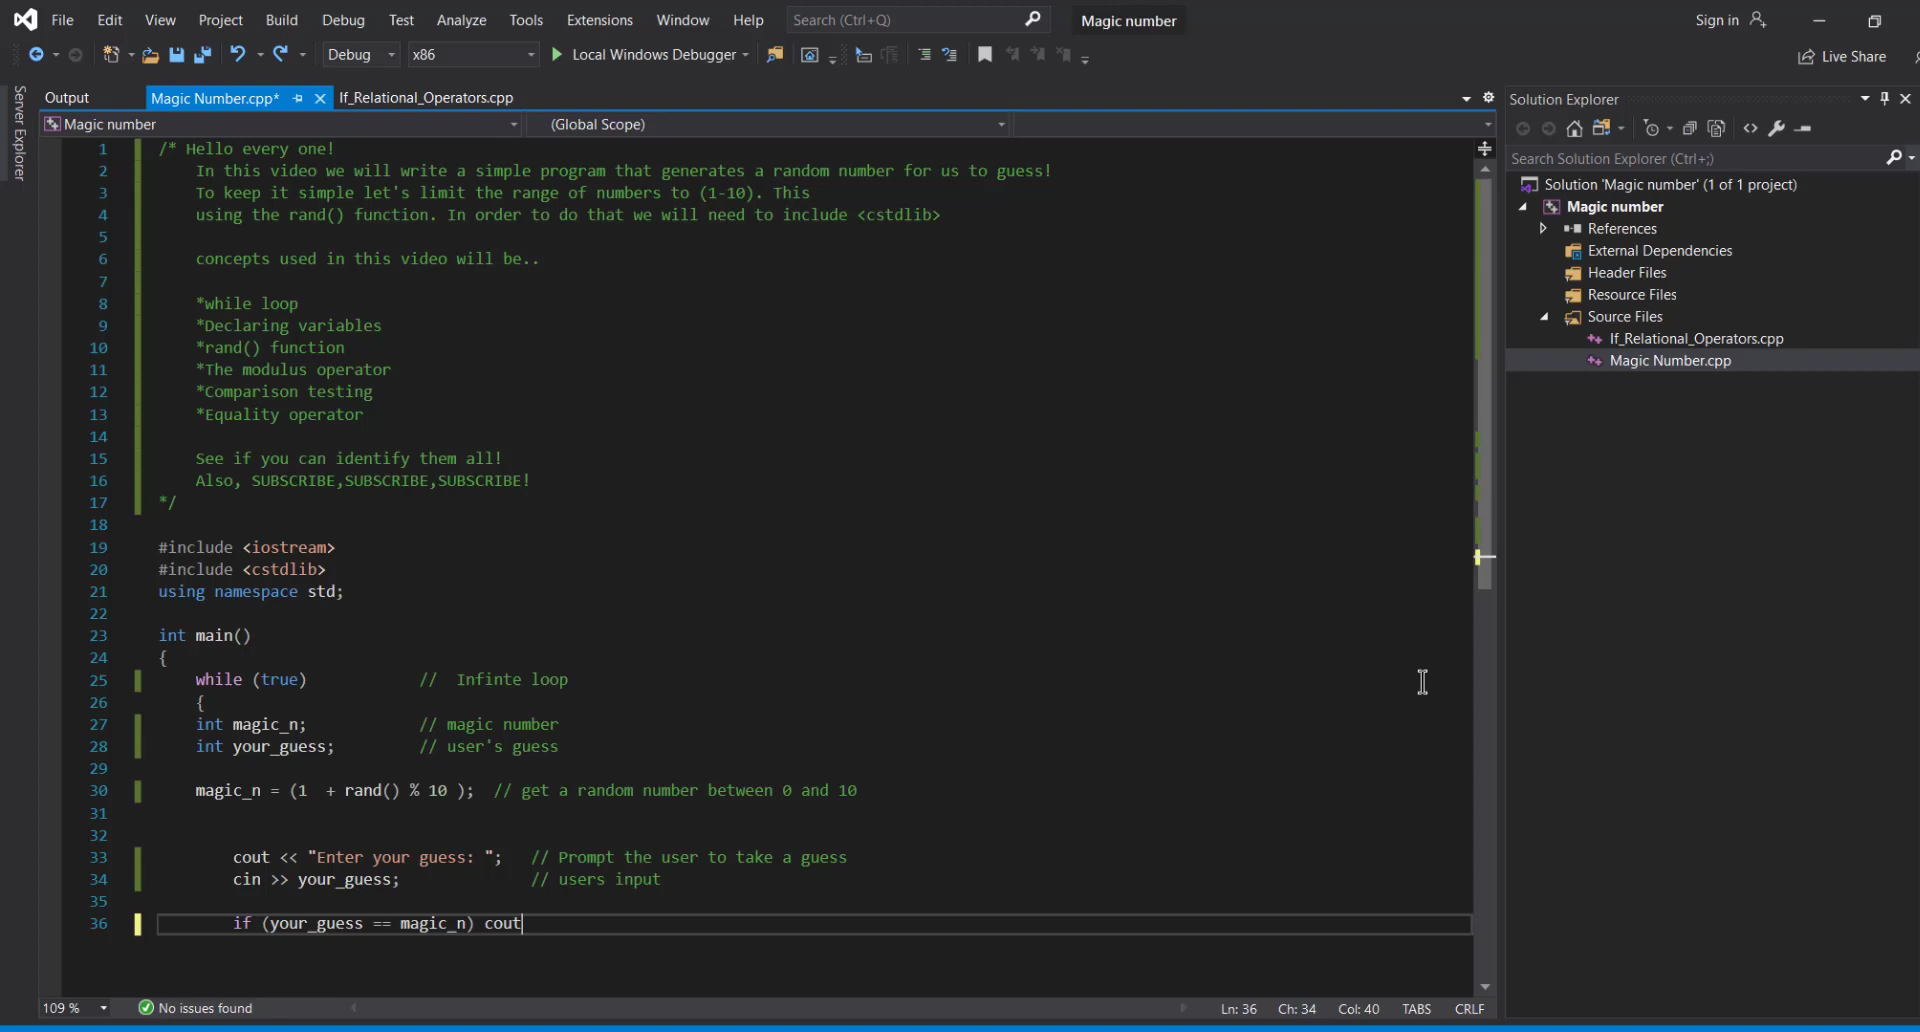 File Edit View Project Build Debug Test Analyze Tools Extensions Window Help Search (Ctrl+Q) Magic number Sign in
Debug x86 Local Windows Debugger Live Share
Server Explorer
Output Magic Number.cpp* If_Relational_Operators.cpp
Magic number (Global Scope)
1 /* Hello every one!
2 In this video we will write a simple program that generates a random number for us to guess!
3 To keep it simple let's limit the range of numbers to (1-10). This
4 using the rand() function. In order to do that we will need to include <cstdlib>
5
6 concepts used in this video will be..
7
8 *while loop
9 *Declaring variables
10 *rand() function
11 *The modulus operator
12 *Comparison testing
13 *Equality operator
14
15 See if you can identify them all!
16 Also, SUBSCRIBE,SUBSCRIBE,SUBSCRIBE!
17 */
18
19 #include <iostream>
20 #include <cstdlib>
21 using namespace std;
22
23 int main()
24 {
25 while (true) // Infinte loop
26 {
27 int magic_n; // magic number
28 int your_guess; // user's guess
29
30 magic_n = (1 + rand() % 10 ); // get a random number between 0 and 10
31
32
33 cout << "Enter your guess: "; // Prompt the user to take a guess
34 cin >> your_guess; // users input
35
36 if (your_guess == magic_n) cout
109 % No issues found Ln: 36 Ch: 34 Col: 40 TABS CRLF
Solution Explorer
Search Solution Explorer (Ctrl+;)
Solution 'Magic number' (1 of 1 project)
Magic number
References
External Dependencies
Header Files
Resource Files
Source Files
If_Relational_Operators.cpp
Magic Number.cpp